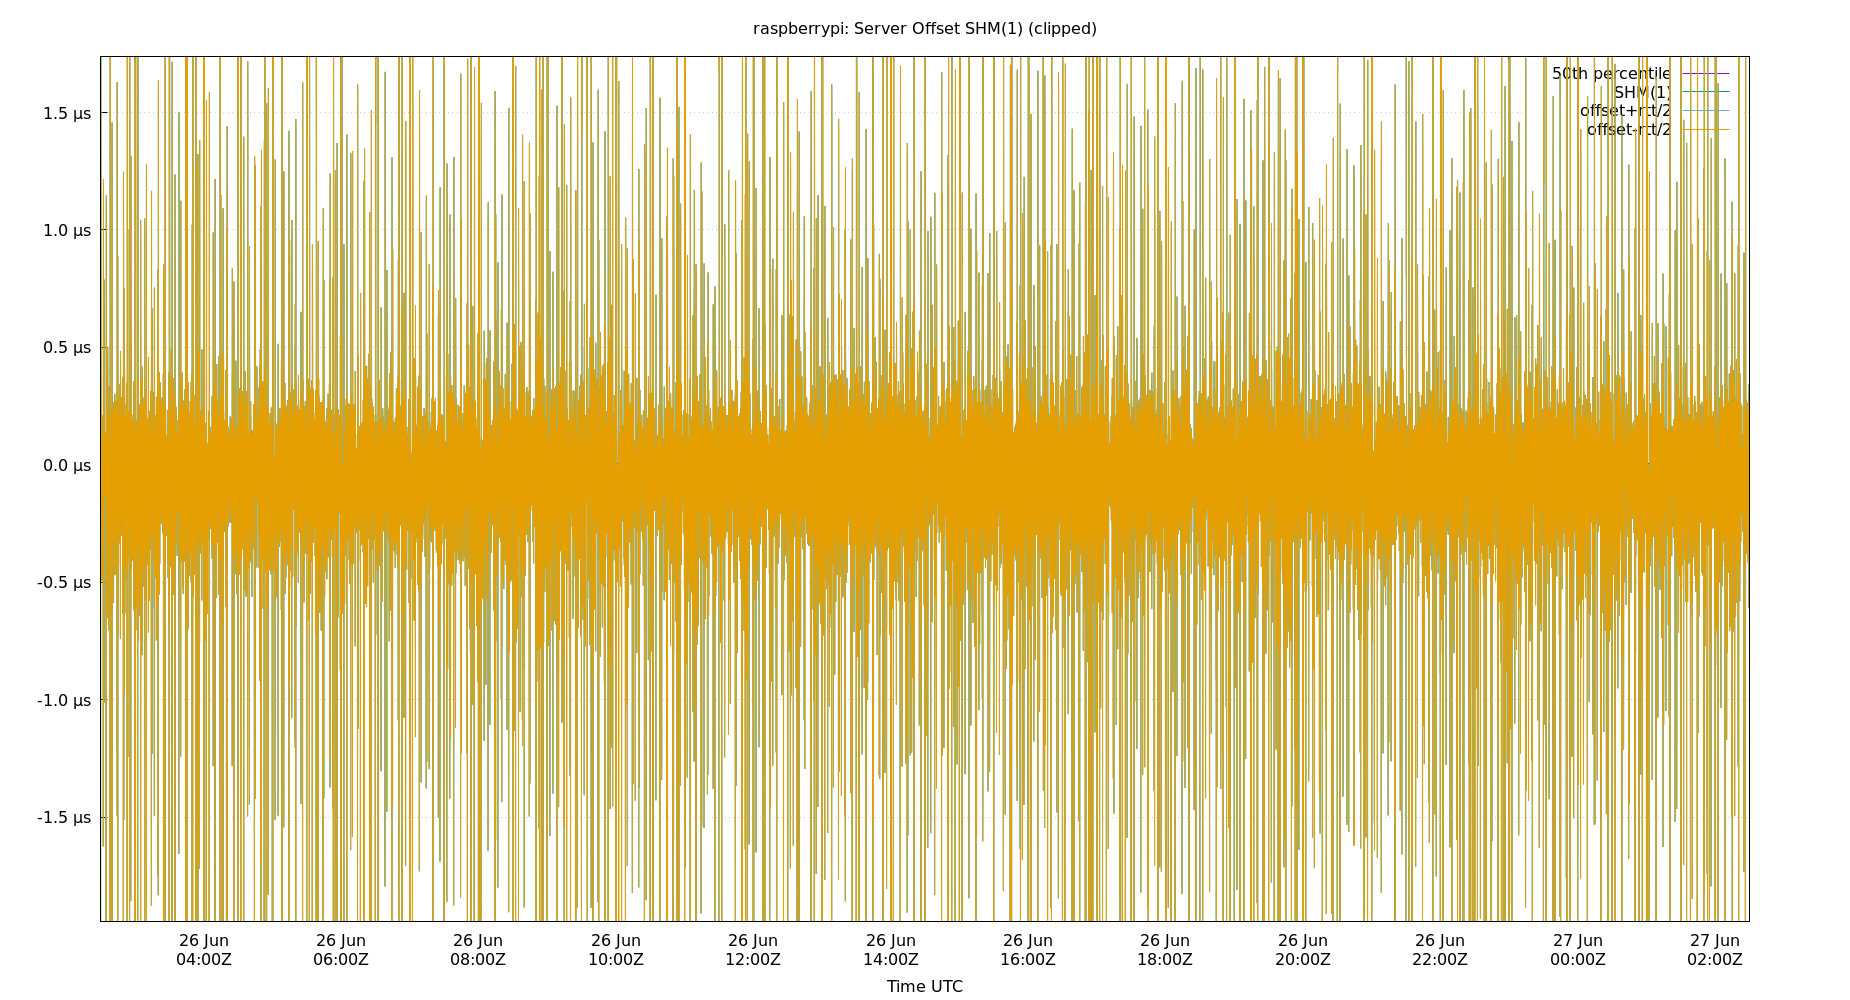 raspberrypi: Server Offset SHM(1) (clipped)
50th percentile
SHM(1)
offset+rtt/2
offset-rtt/2
1.5 µs
1.0 µs
0.5 µs
0.0 µs
-0.5 µs
-1.0 µs
-1.5 µs
26 Jun 26 Jun 26 Jun 26 Jun 26 Jun 26 Jun 26 Jun 26 Jun 26 Jun 26 Jun 27 Jun 27 Jun
04:00Z 06:00Z 08:00Z 10:00Z 12:00Z 14:00Z 16:00Z 18:00Z 20:00Z 22:00Z 00:00Z 02:00Z
Time UTC